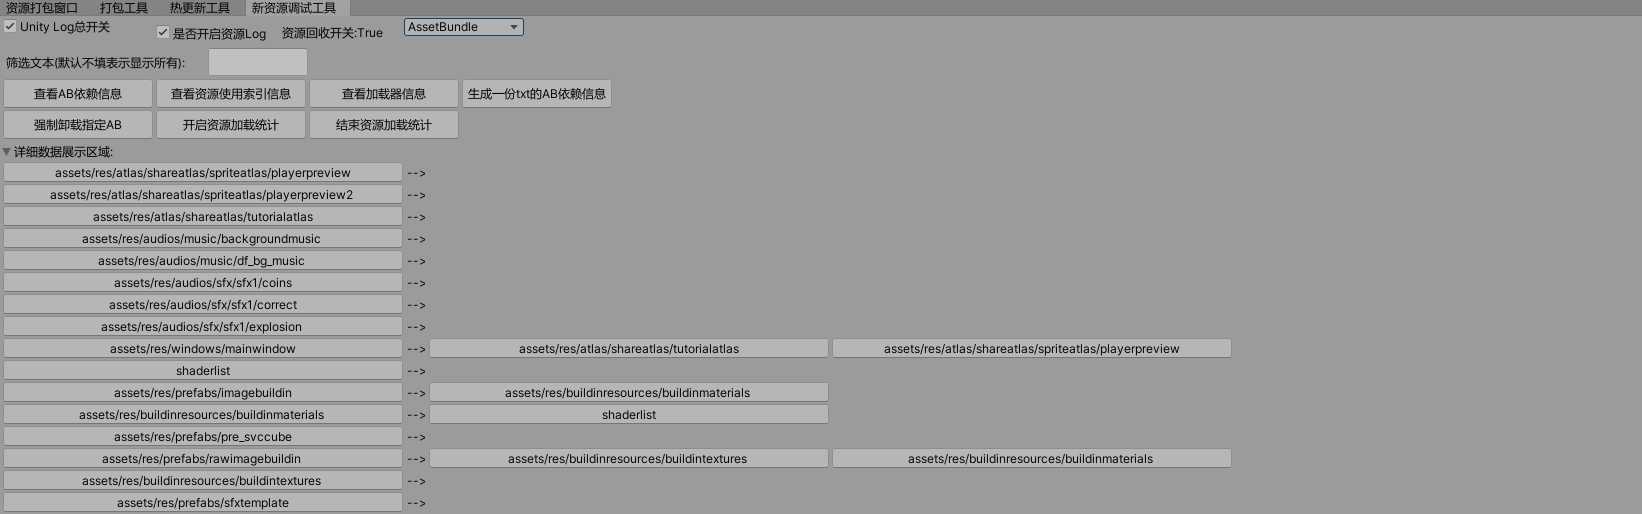 资源打包窗口 打包工具 热更新工具 新资源调试工具
Unity Log总开关 是否开启资源Log 资源回收开关:True AssetBundle
筛选文本(默认不填表示显示所有):
查看AB依赖信息 查看资源使用索引信息 查看加载器信息 生成一份txt的AB依赖信息
强制卸载指定AB 开启资源加载统计 结束资源加载统计
详细数据展示区域:
assets/res/atlas/shareatlas/spriteatlas/playerpreview -->
assets/res/atlas/shareatlas/spriteatlas/playerpreview2 -->
assets/res/atlas/shareatlas/tutorialatlas -->
assets/res/audios/music/backgroundmusic -->
assets/res/audios/music/df_bg_music -->
assets/res/audios/sfx/sfx1/coins -->
assets/res/audios/sfx/sfx1/correct -->
assets/res/audios/sfx/sfx1/explosion -->
assets/res/windows/mainwindow --> assets/res/atlas/shareatlas/tutorialatlas assets/res/atlas/shareatlas/spriteatlas/playerpreview
shaderlist -->
assets/res/prefabs/imagebuildin --> assets/res/buildinresources/buildinmaterials
assets/res/buildinresources/buildinmaterials --> shaderlist
assets/res/prefabs/pre_svccube -->
assets/res/prefabs/rawimagebuildin --> assets/res/buildinresources/buildintextures assets/res/buildinresources/buildinmaterials
assets/res/buildinresources/buildintextures -->
assets/res/prefabs/sfxtemplate -->